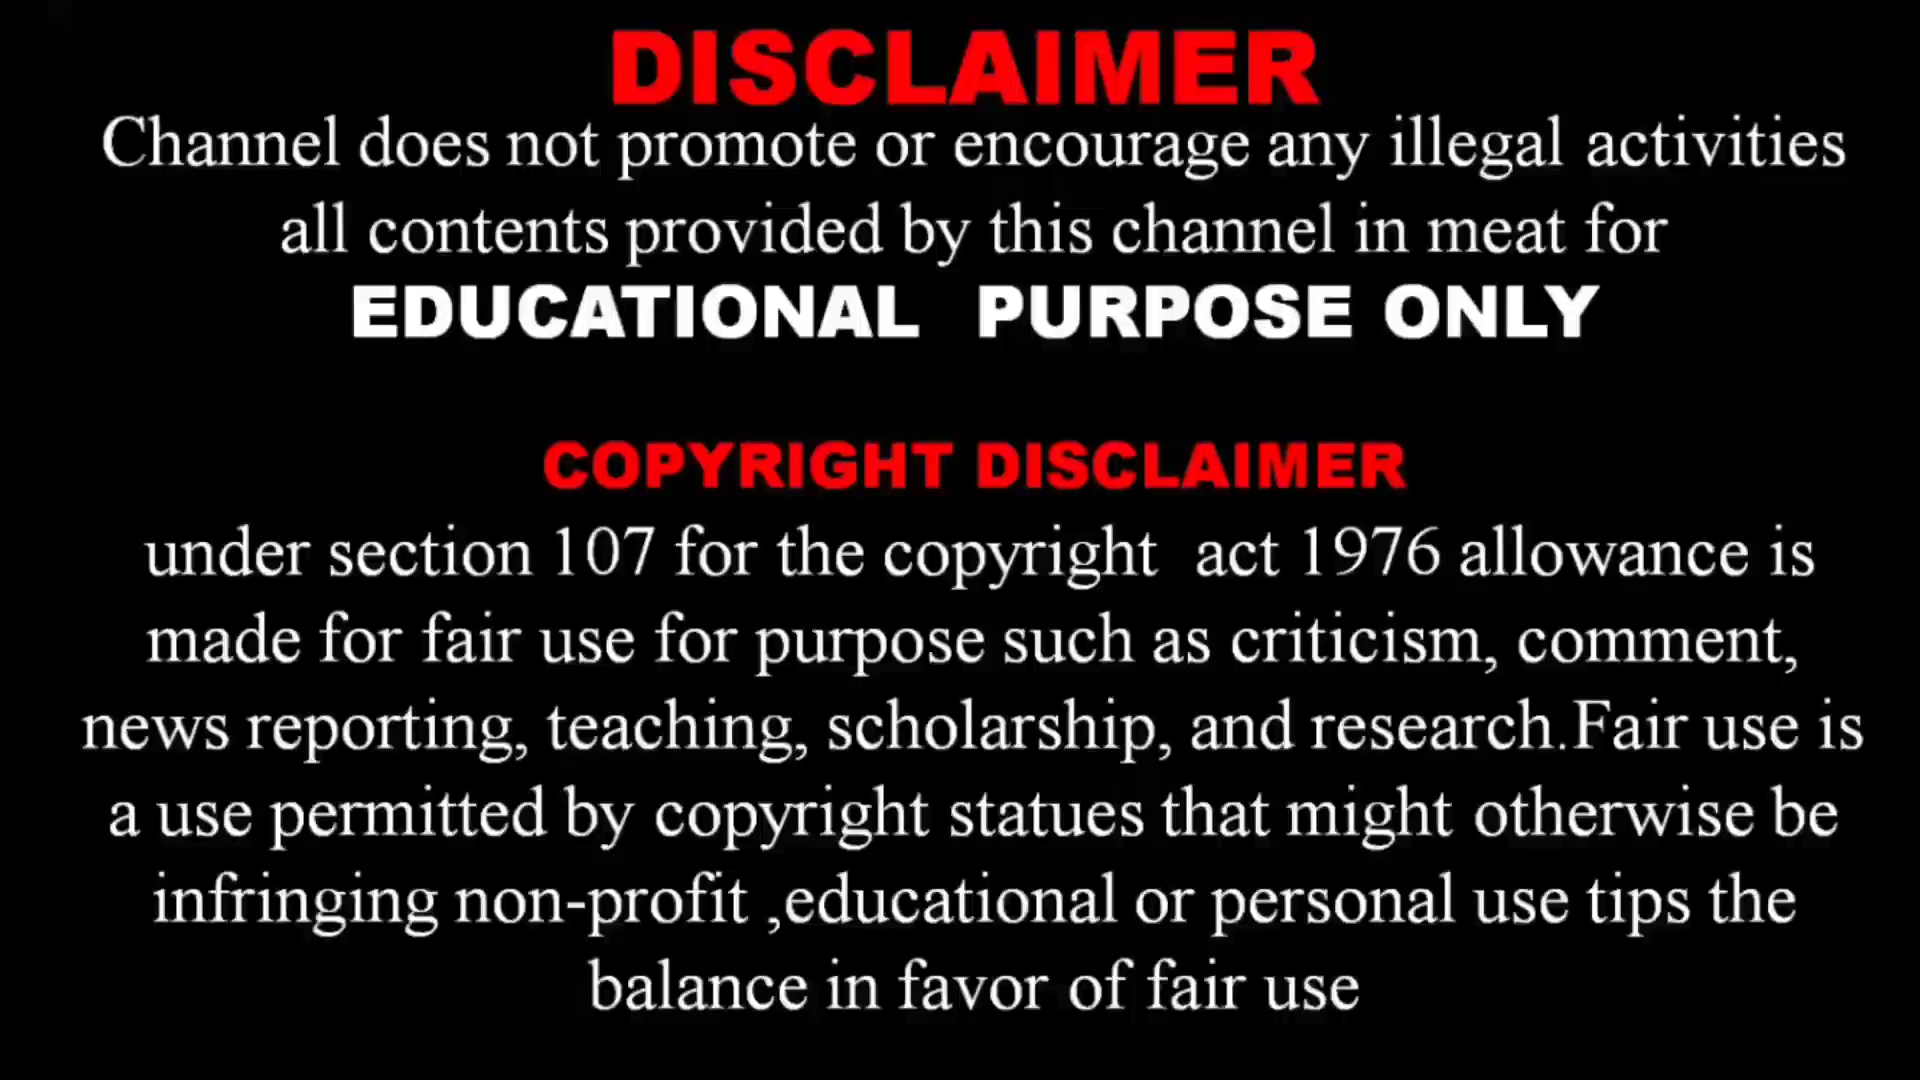 DISCLAIMER
Channel does not promote or encourage any illegal activities
all contents provided by this channel in meat for
EDUCATIONAL PURPOSE ONLY
COPYRIGHT DISCLAIMER
under section 107 for the copyright act 1976 allowance is
made for fair use for purpose such as criticism, comment,
news reporting, teaching, scholarship, and research.Fair use is
a use permitted by copyright statues that might otherwise be
infringing non-profit ,educational or personal use tips the
balance in favor of fair use